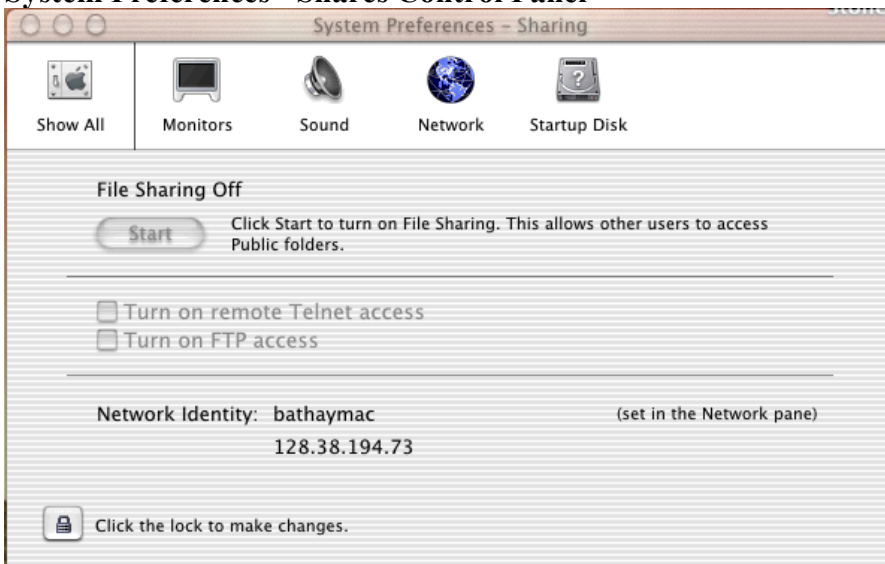 System Preferences - Shares Control Panel
System Preferences – Sharing
Show All Monitors Sound Network Startup Disk
File Sharing Off
Start
Click Start to turn on File Sharing. This allows other users to access
Public folders.
Turn on remote Telnet access
Turn on FTP access
Network Identity: bathaymac (set in the Network pane)
128.38.194.73
Click the lock to make changes.